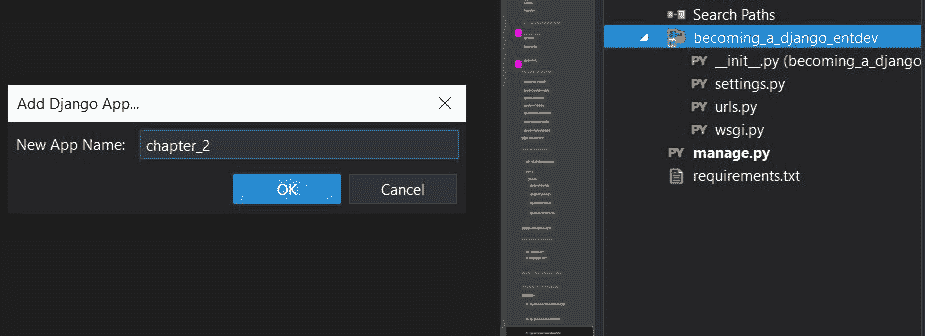 Add Django App...
New App Name: chapter_2
OK Cancel
Search Paths
becoming_a_django_entdev
PY __init__.py (becoming_a_django
PY settings.py
PY urls.py
PY wsgi.py
PY manage.py
requirements.txt